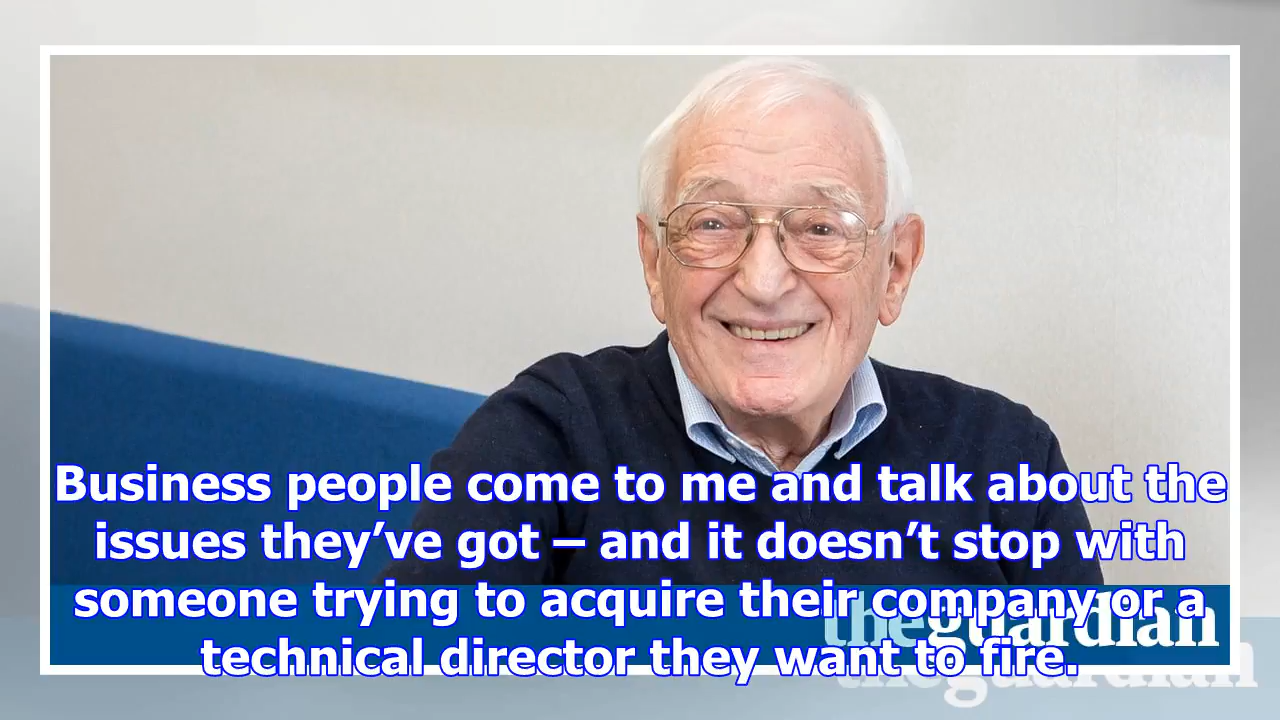 Business people come to me and talk about the
issues they’ve got – and it doesn’t stop with
someone trying to acquire their company or a
technical director they want to fire.
theguardian
theguardian